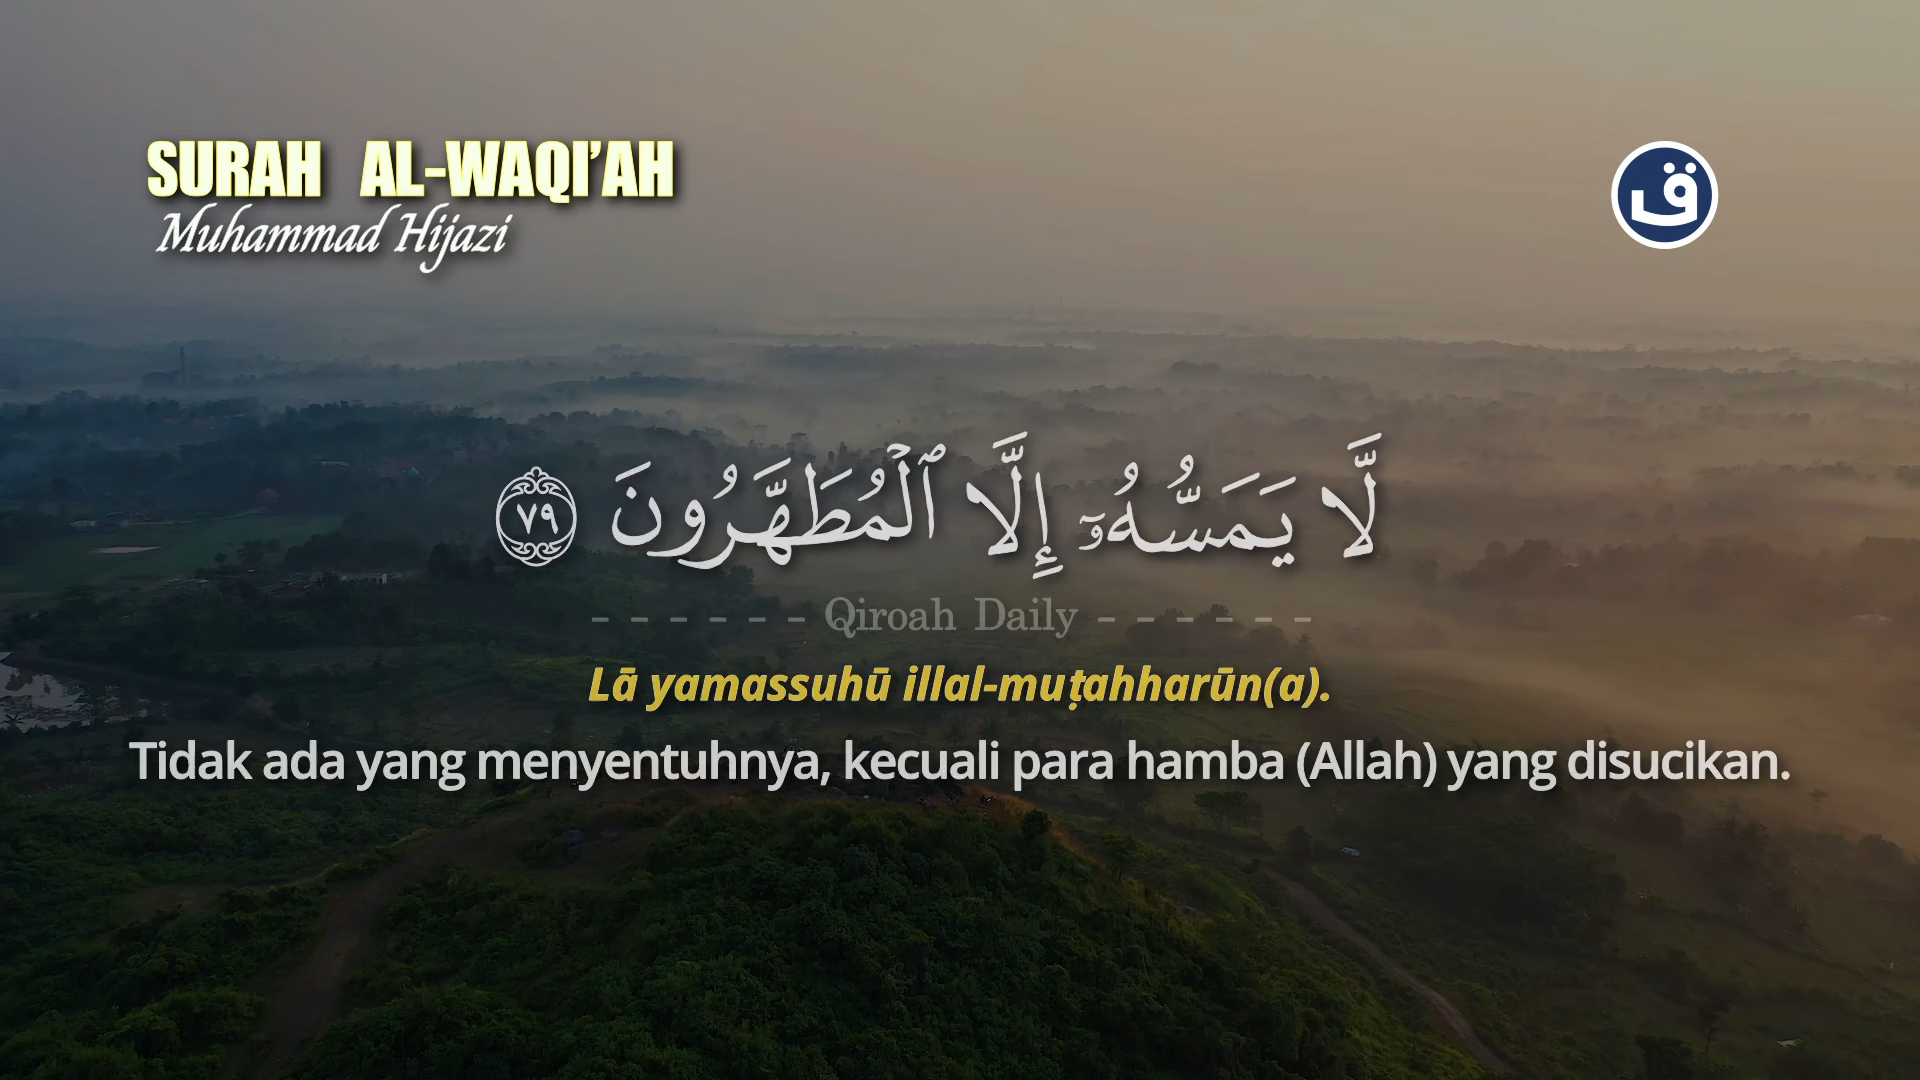 SURAH AL-WAQI’AH
Muhammad Hijazi
ق
لَّا يَمَسُّهُۥٓ إِلَّا ٱلْمُطَهَّرُونَ ٧٩
------ Qiroah Daily ------
Lā yamassuhū illal-muṭahharūn(a).
Tidak ada yang menyentuhnya, kecuali para hamba (Allah) yang disucikan.